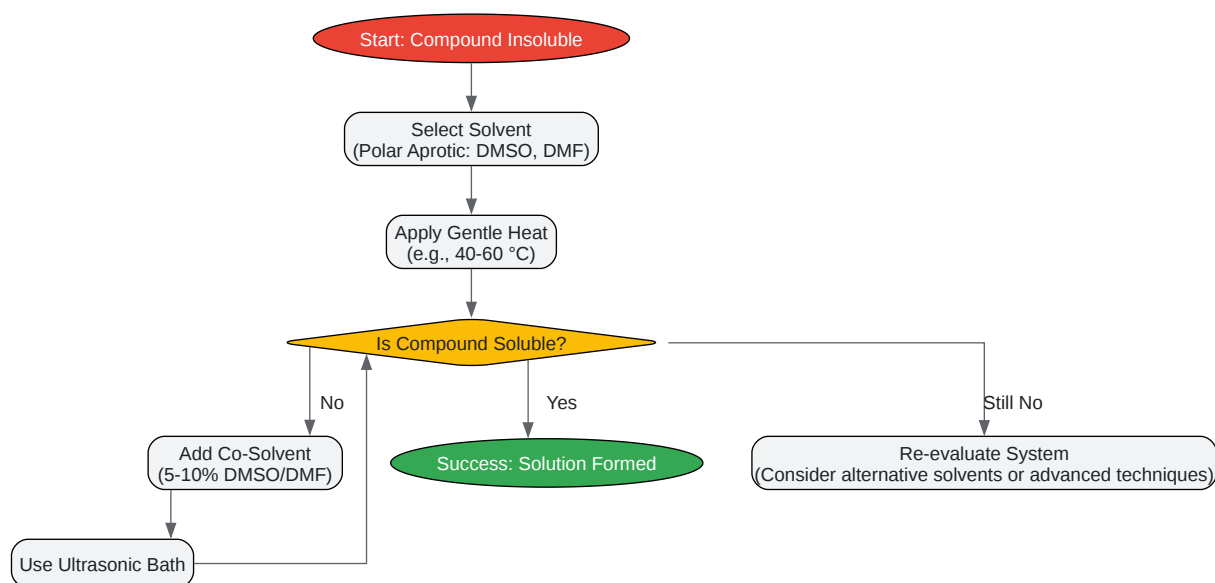 Start: Compound Insoluble
Select Solvent
(Polar Aprotic: DMSO, DMF)
Apply Gentle Heat
(e.g., 40-60 °C)
Is Compound Soluble?
No
Yes
Still No
Add Co-Solvent
(5-10% DMSO/DMF)
Success: Solution Formed
Re-evaluate System
(Consider alternative solvents or advanced techniques)
Use Ultrasonic Bath